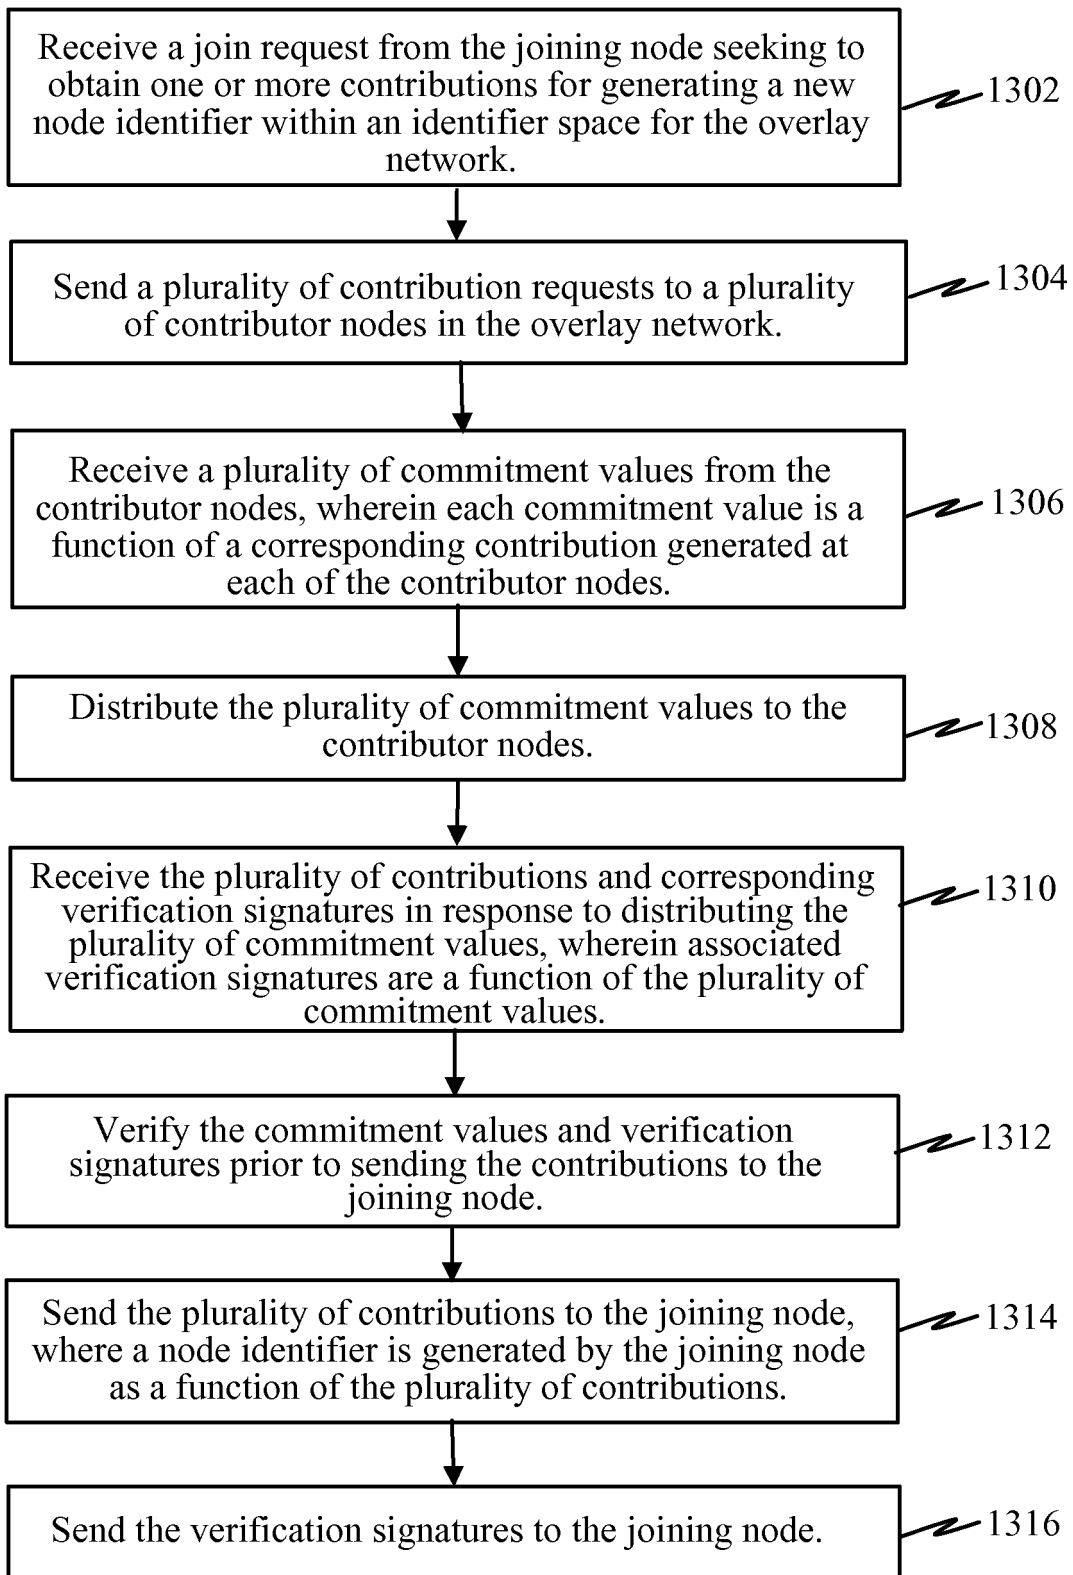 Receive a join request from the joining node seeking to
obtain one or more contributions for generating a new
node identifier within an identifier space for the overlay
network.
1302
Send a plurality of contribution requests to a plurality
of contributor nodes in the overlay network.
1304
Receive a plurality of commitment values from the
contributor nodes, wherein each commitment value is a
function of a corresponding contribution generated at
each of the contributor nodes.
1306
Distribute the plurality of commitment values to the
contributor nodes.
1308
Receive the plurality of contributions and corresponding
verification signatures in response to distributing the
plurality of commitment values, wherein associated
verification signatures are a function of the plurality of
commitment values.
1310
Verify the commitment values and verification
signatures prior to sending the contributions to the
joining node.
1312
Send the plurality of contributions to the joining node,
where a node identifier is generated by the joining node
as a function of the plurality of contributions.
1314
Send the verification signatures to the joining node.
1316